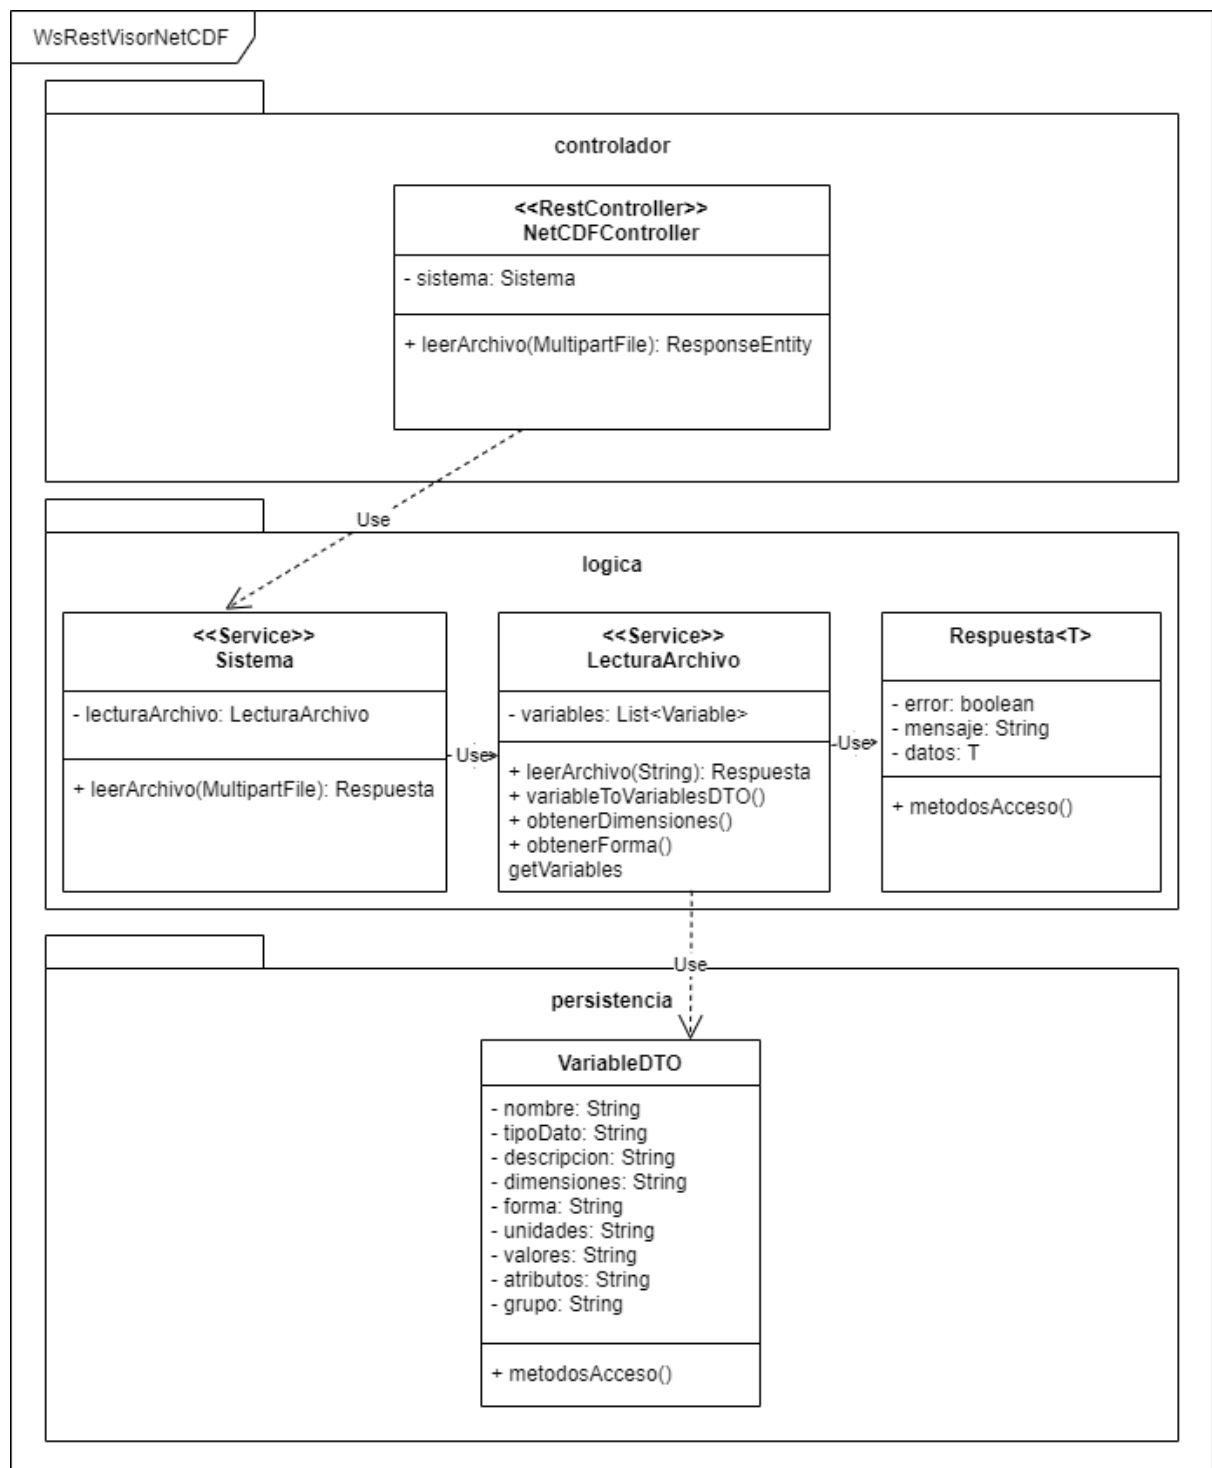 WsRestVisorNetCDF
controlador
<<RestController>>
NetCDFController
- sistema: Sistema
+ leerArchivo(MultipartFile): ResponseEntity
Use
logica
<<Service>>
Sistema
- lecturaArchivo: LecturaArchivo
+ leerArchivo(MultipartFile): Respuesta
Use
<<Service>>
LecturaArchivo
- variables: List<Variable>
+ leerArchivo(String): Respuesta
+ variableToVariablesDTO()
+ obtenerDimensiones()
+ obtenerForma()
getVariables
Use
Respuesta<T>
- error: boolean
- mensaje: String
- datos: T
+ metodosAcceso()
Use
persistencia
VariableDTO
- nombre: String
- tipoDato: String
- descripcion: String
- dimensiones: String
- forma: String
- unidades: String
- valores: String
- atributos: String
- grupo: String
+ metodosAcceso()